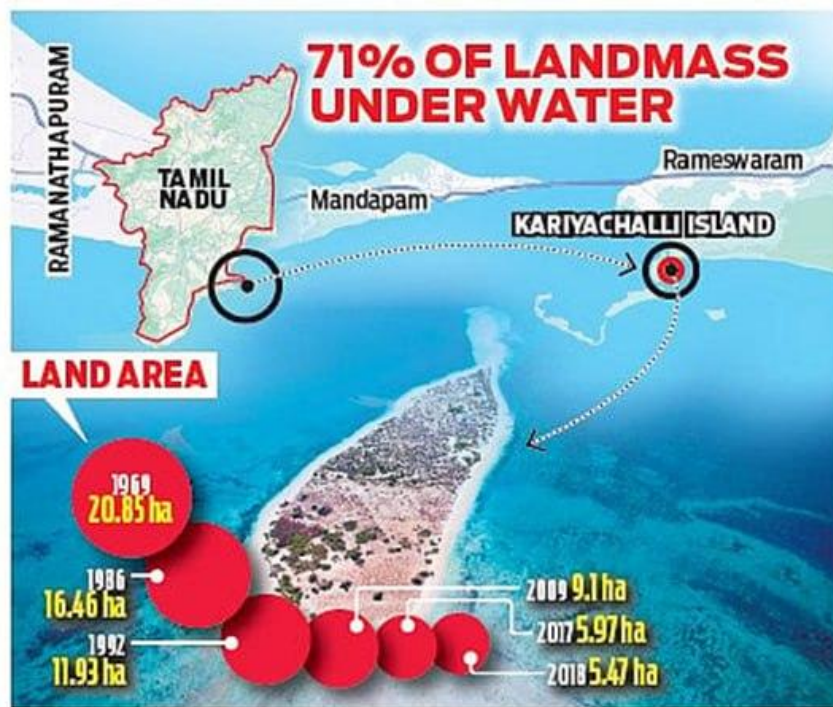 71% OF LANDMASS
UNDER WATER
RAMANATHAPURAM
TAMIL
NADU
Mandapam
Rameswaram
KARIYACHALLI ISLAND
LAND AREA
1969
20.85 ha
1986
16.46 ha
1992
11.93 ha
2009 9.1 ha
2017 5.97 ha
2018 5.47 ha